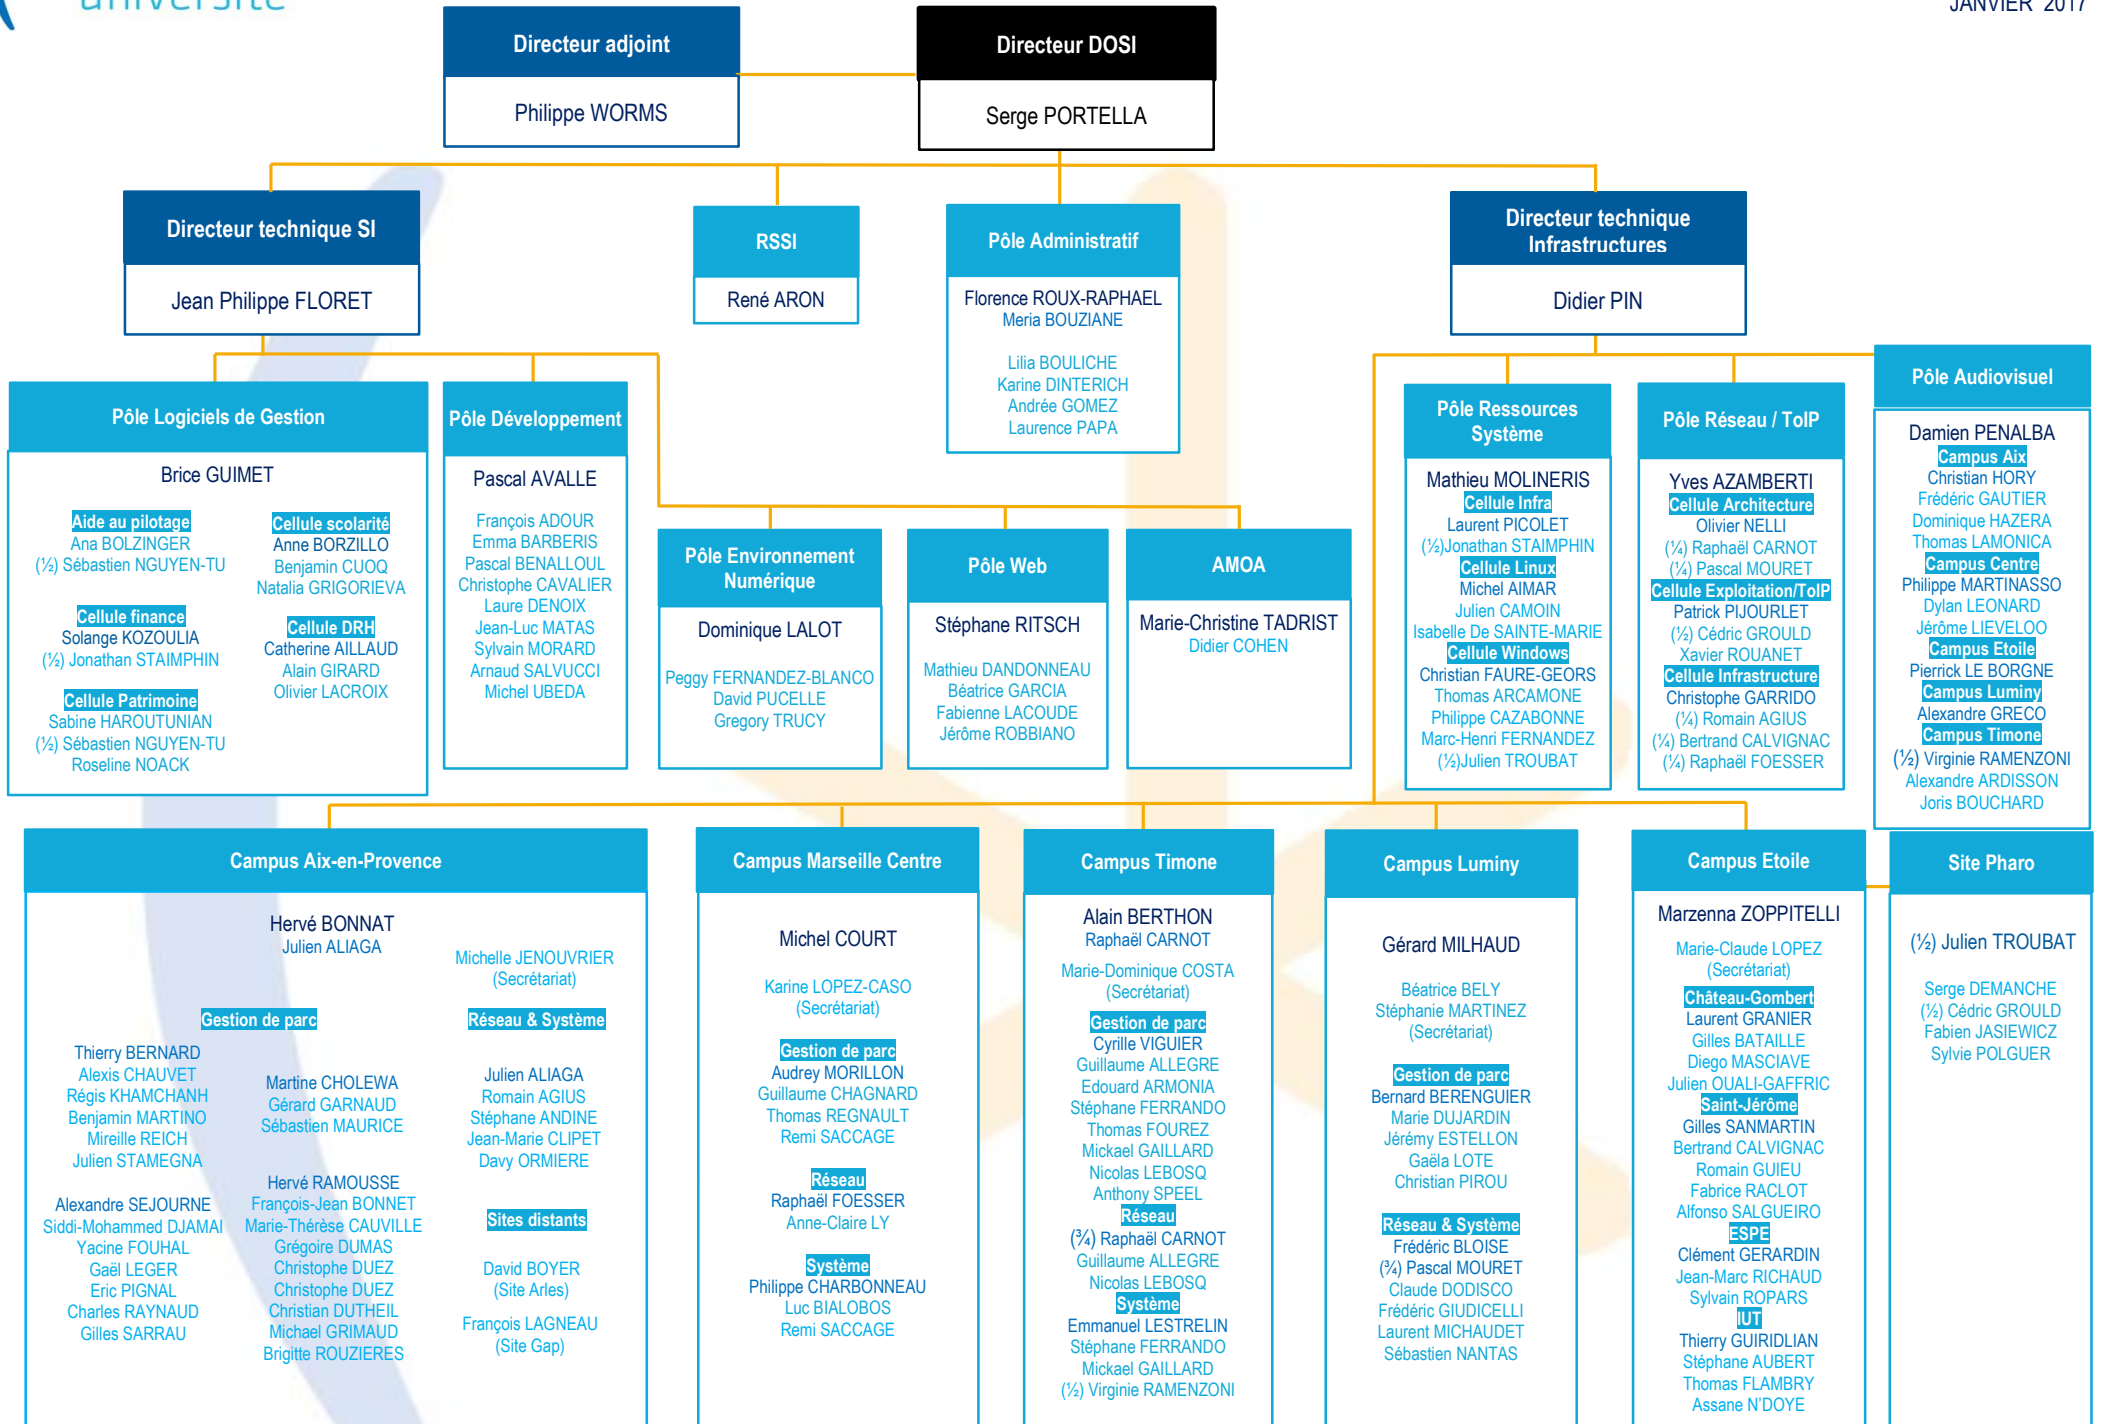 université
JANVIER 2017
Directeur adjoint
Philippe WORMS
Directeur DOSI
Serge PORTELLA
Directeur technique SI
Jean Philippe FLORET
RSSI
René ARON
Pôle Administratif
Florence ROUX-RAPHAEL
Meria BOUZIANE
Lilia BOULICHE
Karine DINTERICH
Andrée GOMEZ
Laurence PAPA
Directeur technique
Infrastructures
Didier PIN
Pôle Logiciels de Gestion
Brice GUIMET
Aide au pilotage
Ana BOLZINGER
(½) Sébastien NGUYEN-TU
Cellule finance
Solange KOZOULIA
(½) Jonathan STAIMPHIN
Cellule Patrimoine
Sabine HAROUTUNIAN
(½) Sébastien NGUYEN-TU
Roseline NOACK
Cellule scolarité
Anne BORZILLO
Benjamin CUOQ
Natalia GRIGORIEVA
Cellule DRH
Catherine AILLAUD
Alain GIRARD
Olivier LACROIX
Pôle Développement
Pascal AVALLE
François ADOUR
Emma BARBERIS
Pascal BENALLOUL
Christophe CAVALIER
Laure DENOIX
Jean-Luc MATAS
Sylvain MORARD
Arnaud SALVUCCI
Michel UBEDA
Pôle Environnement
Numérique
Dominique LALOT
Peggy FERNANDEZ-BLANCO
David PUCELLE
Gregory TRUCY
Pôle Web
Stéphane RITSCH
Mathieu DANDONNEAU
Béatrice GARCIA
Fabienne LACOUDE
Jérôme ROBBIANO
AMOA
Marie-Christine TADRIST
Didier COHEN
Pôle Ressources
Système
Mathieu MOLINERIS
Cellule Infra
Laurent PICOLET
(½)Jonathan STAIMPHIN
Cellule Linux
Michel AIMAR
Julien CAMOIN
Isabelle De SAINTE-MARIE
Cellule Windows
Christian FAURE-GEORS
Thomas ARCAMONE
Philippe CAZABONNE
Marc-Henri FERNANDEZ
(½)Julien TROUBAT
Pôle Réseau / ToIP
Yves AZAMBERTI
Cellule Architecture
Olivier NELLI
(¼) Raphaël CARNOT
(¼) Pascal MOURET
Cellule Exploitation/ToIP
Patrick PIJOURLET
(½) Cédric GROULD
Xavier ROUANET
Cellule Infrastructure
Christophe GARRIDO
(¼) Romain AGIUS
(¼) Bertrand CALVIGNAC
(¼) Raphaël FOESSER
Pôle Audiovisuel
Damien PENALBA
Campus Aix
Christian HORY
Frédéric GAUTIER
Dominique HAZERA
Thomas LAMONICA
Campus Centre
Philippe MARTINASSO
Dylan LEONARD
Jérôme LIEVELOO
Campus Etoile
Pierrick LE BORGNE
Campus Luminy
Alexandre GRECO
Campus Timone
(½) Virginie RAMENZONI
Alexandre ARDISSON
Joris BOUCHARD
Campus Aix-en-Provence
Hervé BONNAT
Julien ALIAGA
Michelle JENOUVRIER
(Secrétariat)
Gestion de parc
Thierry BERNARD
Alexis CHAUVET
Régis KHAMCHANH
Benjamin MARTINO
Mireille REICH
Julien STAMEGNA
Alexandre SEJOURNE
Siddi-Mohammed DJAMAI
Yacine FOUHAL
Gaël LEGER
Eric PIGNAL
Charles RAYNAUD
Gilles SARRAU
Martine CHOLEWA
Gérard GARNAUD
Sébastien MAURICE
Hervé RAMOUSSE
François-Jean BONNET
Marie-Thérèse CAUVILLE
Grégoire DUMAS
Christophe DUEZ
Christophe DUEZ
Christian DUTHEIL
Michael GRIMAUD
Brigitte ROUZIERES
Réseau & Système
Julien ALIAGA
Romain AGIUS
Stéphane ANDINE
Jean-Marie CLIPET
Davy ORMIERE
Sites distants
David BOYER
(Site Arles)
François LAGNEAU
(Site Gap)
Campus Marseille Centre
Michel COURT
Karine LOPEZ-CASO
(Secrétariat)
Gestion de parc
Audrey MORILLON
Guillaume CHAGNARD
Thomas REGNAULT
Remi SACCAGE
Réseau
Raphaël FOESSER
Anne-Claire LY
Système
Philippe CHARBONNEAU
Luc BIALOBOS
Remi SACCAGE
Campus Timone
Alain BERTHON
Raphaël CARNOT
Marie-Dominique COSTA
(Secrétariat)
Gestion de parc
Cyrille VIGUIER
Guillaume ALLEGRE
Edouard ARMONIA
Stéphane FERRANDO
Thomas FOUREZ
Mickael GAILLARD
Nicolas LEBOSQ
Anthony SPEEL
Réseau
(¾) Raphaël CARNOT
Guillaume ALLEGRE
Nicolas LEBOSQ
Système
Emmanuel LESTRELIN
Stéphane FERRANDO
Mickael GAILLARD
(½) Virginie RAMENZONI
Campus Luminy
Gérard MILHAUD
Béatrice BELY
Stéphanie MARTINEZ
(Secrétariat)
Gestion de parc
Bernard BERENGUIER
Marie DUJARDIN
Jérémy ESTELLON
Gaëla LOTE
Christian PIROU
Réseau & Système
Frédéric BLOISE
(¾) Pascal MOURET
Claude DODISCO
Frédéric GIUDICELLI
Laurent MICHAUDET
Sébastien NANTAS
Campus Etoile
Marzenna ZOPPITELLI
Marie-Claude LOPEZ
(Secrétariat)
Château-Gombert
Laurent GRANIER
Gilles BATAILLE
Diego MASCIAVE
Julien OUALI-GAFFRIC
Saint-Jérôme
Gilles SANMARTIN
Bertrand CALVIGNAC
Romain GUIEU
Fabrice RACLOT
Alfonso SALGUEIRO
ESPE
Clément GERARDIN
Jean-Marc RICHAUD
Sylvain ROPARS
IUT
Thierry GUIRIDLIAN
Stéphane AUBERT
Thomas FLAMBRY
Assane N'DOYE
Site Pharo
(½) Julien TROUBAT
Serge DEMANCHE
(½) Cédric GROULD
Fabien JASIEWICZ
Sylvie POLGUER